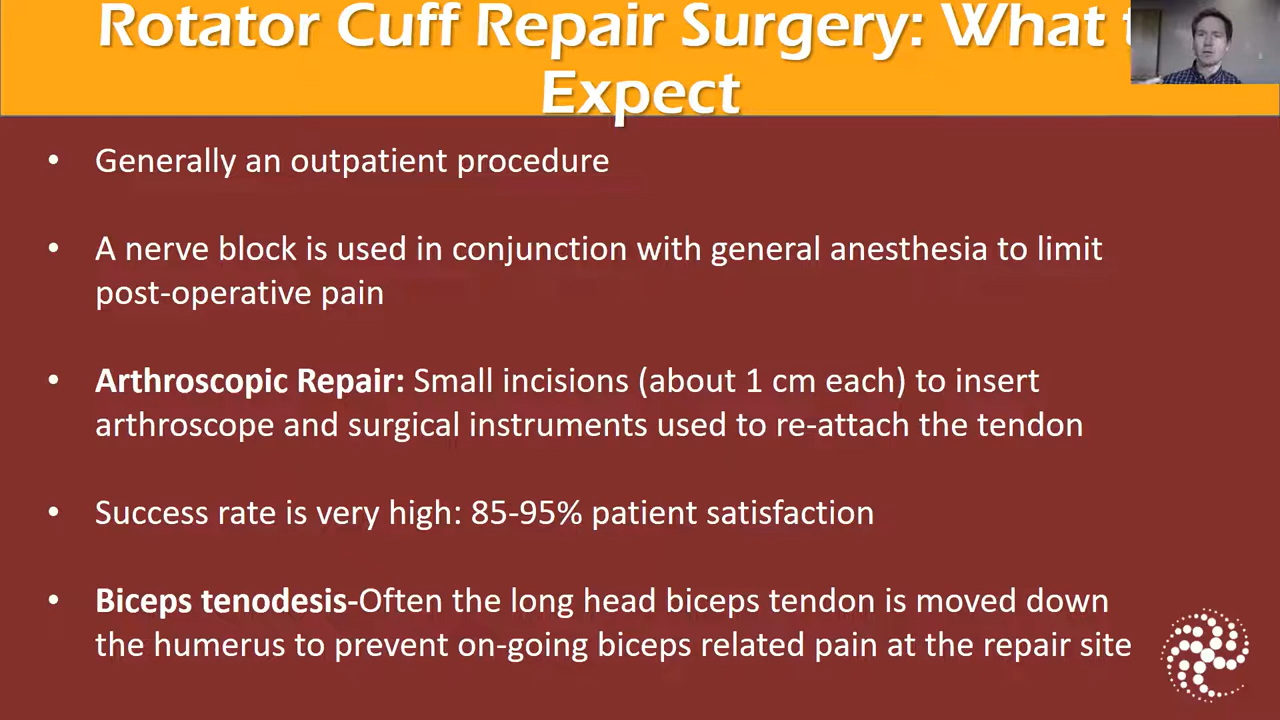 Rotator Cuff Repair Surgery: What
Expect
• Generally an outpatient procedure
• A nerve block is used in conjunction with general anesthesia to limit
post-operative pain
• Arthroscopic Repair: Small incisions (about 1 cm each) to insert
arthroscope and surgical instruments used to re-attach the tendon
• Success rate is very high: 85-95% patient satisfaction
• Biceps tenodesis-Often the long head biceps tendon is moved down
the humerus to prevent on-going biceps related pain at the repair site